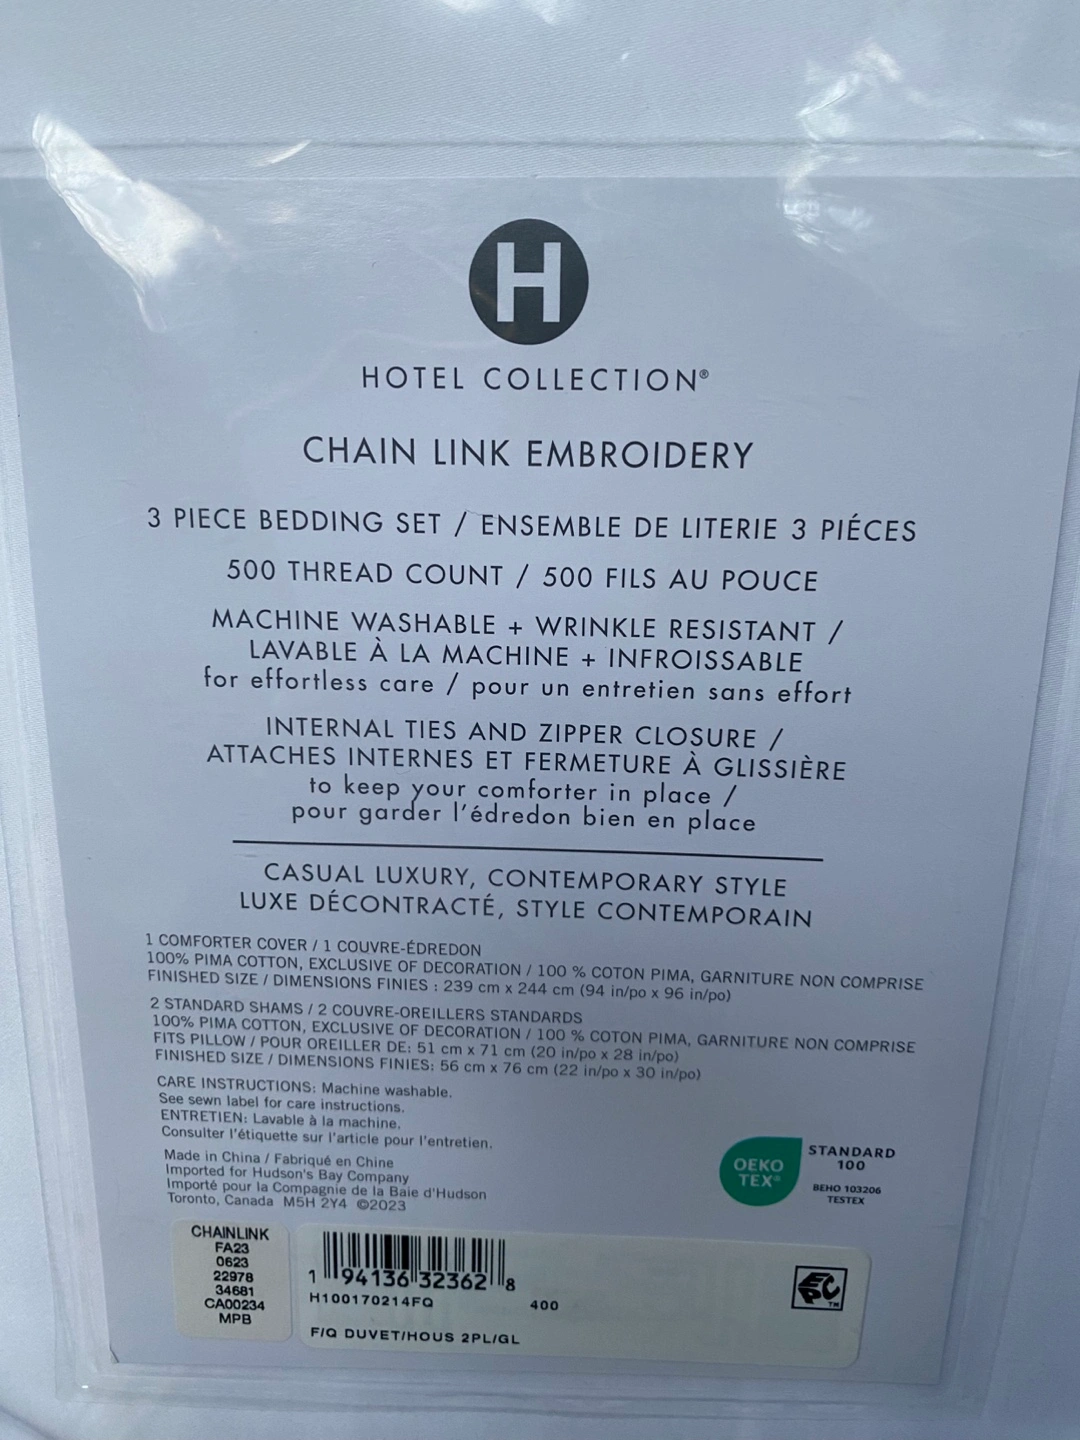 H
HOTEL COLLECTION®
CHAIN LINK EMBROIDERY
3 PIECE BEDDING SET / ENSEMBLE DE LITERIE 3 PIÉCES
500 THREAD COUNT / 500 FILS AU POUCE
MACHINE WASHABLE + WRINKLE RESISTANT /
LAVABLE À LA MACHINE + INFROISSABLE
for effortless care / pour un entretien sans effort
INTERNAL TIES AND ZIPPER CLOSURE /
ATTACHES INTERNES ET FERMETURE À GLISSIÈRE
to keep your comforter in place /
pour garder l'édredon bien en place
CASUAL LUXURY, CONTEMPORARY STYLE
LUXE DÉCONTRACTÉ, STYLE CONTEMPORAIN
1 COMFORTER COVER / 1 COUVRE-ÉDREDON
100% PIMA COTTON, EXCLUSIVE OF DECORATION / 100 % COTON PIMA, GARNITURE NON COMPRISE
FINISHED SIZE / DIMENSIONS FINIES : 239 cm x 244 cm (94 in/po x 96 in/po)
2 STANDARD SHAMS / 2 COUVRE-OREILLERS STANDARDS
100% PIMA COTTON, EXCLUSIVE OF DECORATION / 100 % COTON PIMA, GARNITURE NON COMPRISE
FITS PILLOW / POUR OREILLER DE: 51 cm x 71 cm (20 in/po x 28 in/po)
FINISHED SIZE / DIMENSIONS FINIES: 56 cm x 76 cm (22 in/po x 30 in/po)
CARE INSTRUCTIONS: Machine washable.
See sewn label for care instructions.
ENTRETIEN: Lavable à la machine.
Consulter l'étiquette sur l'article pour l'entretien.
Made in China / Fabriqué en Chine
Imported for Hudson's Bay Company
Importé pour la Compagnie de la Baie d'Hudson
Toronto, Canada M5H 2Y4 ©2023
OEKO
TEX®
STANDARD
100
BEHO 103206
TESTEX
CHAINLINK
FA23
0623
22978
34681
CA00234
MPB
1 94136 32362 8
H100170214FQ 400
F/Q DUVET/HOUS 2PL/GL
EPC™